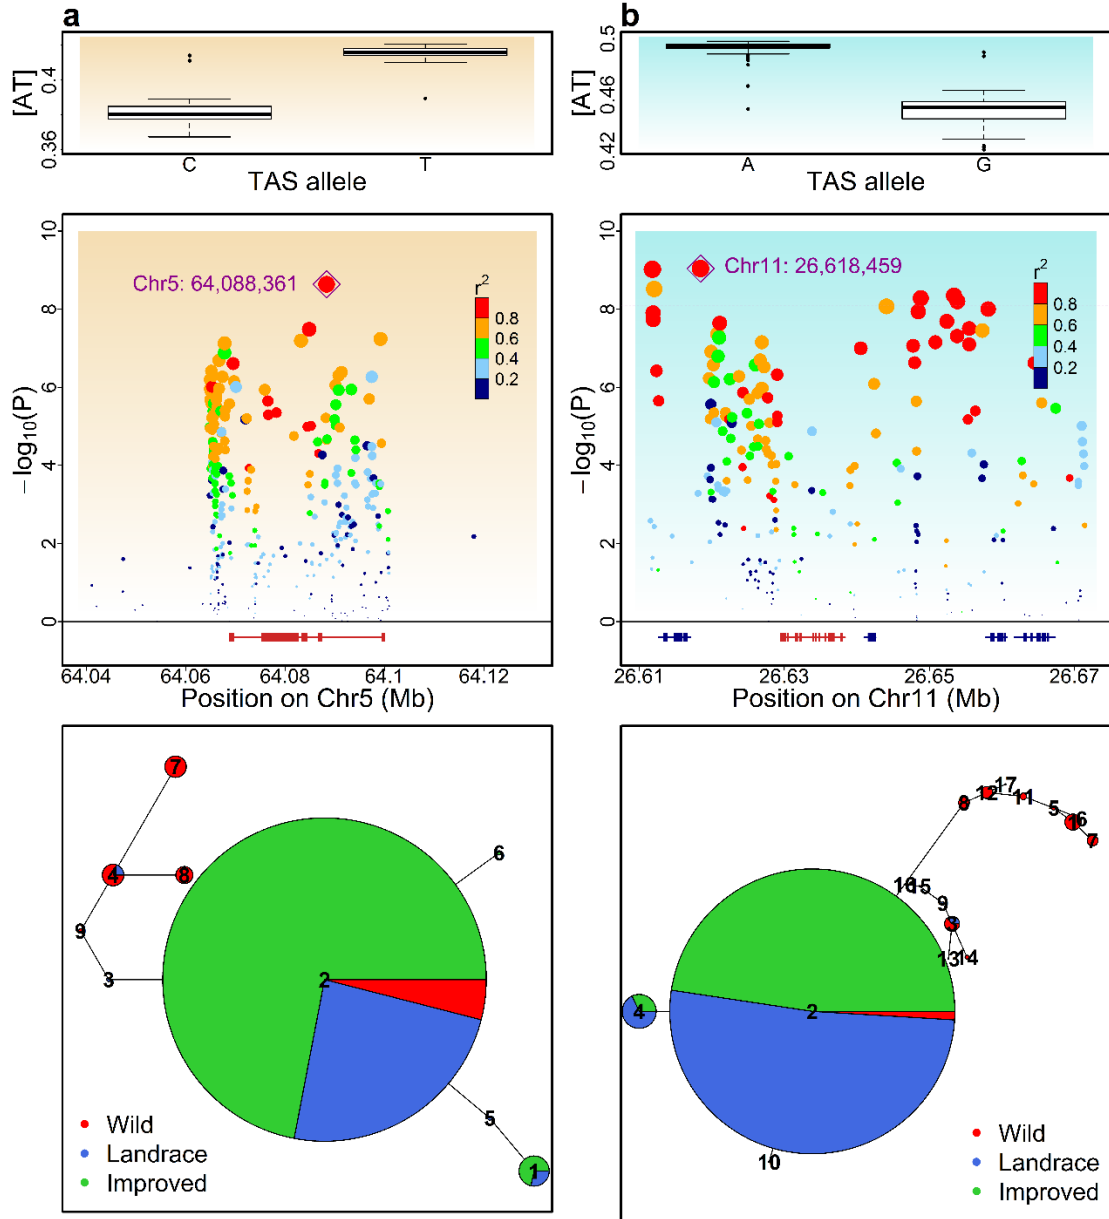 a
[AT]
0.4
0.36
C T
TAS allele
b
[AT]
0.5
0.46
0.42
A G
TAS allele
−log10(P)
10
8
6
4
2
0
Chr5: 64,088,361
r2
0.8
0.6
0.4
0.2
64.04 64.06 64.08 64.1 64.12
Position on Chr5 (Mb)
−log10(P)
10
8
6
4
2
0
Chr11: 26,618,459
r2
0.8
0.6
0.4
0.2
26.61 26.63 26.65 26.67
Position on Chr11 (Mb)
7
6
4
8
9
3
2
5
1
Wild
Landrace
Improved
17
12
8
11
5
16
1
7
16
15
9
3
13
14
4
2
10
Wild
Landrace
Improved